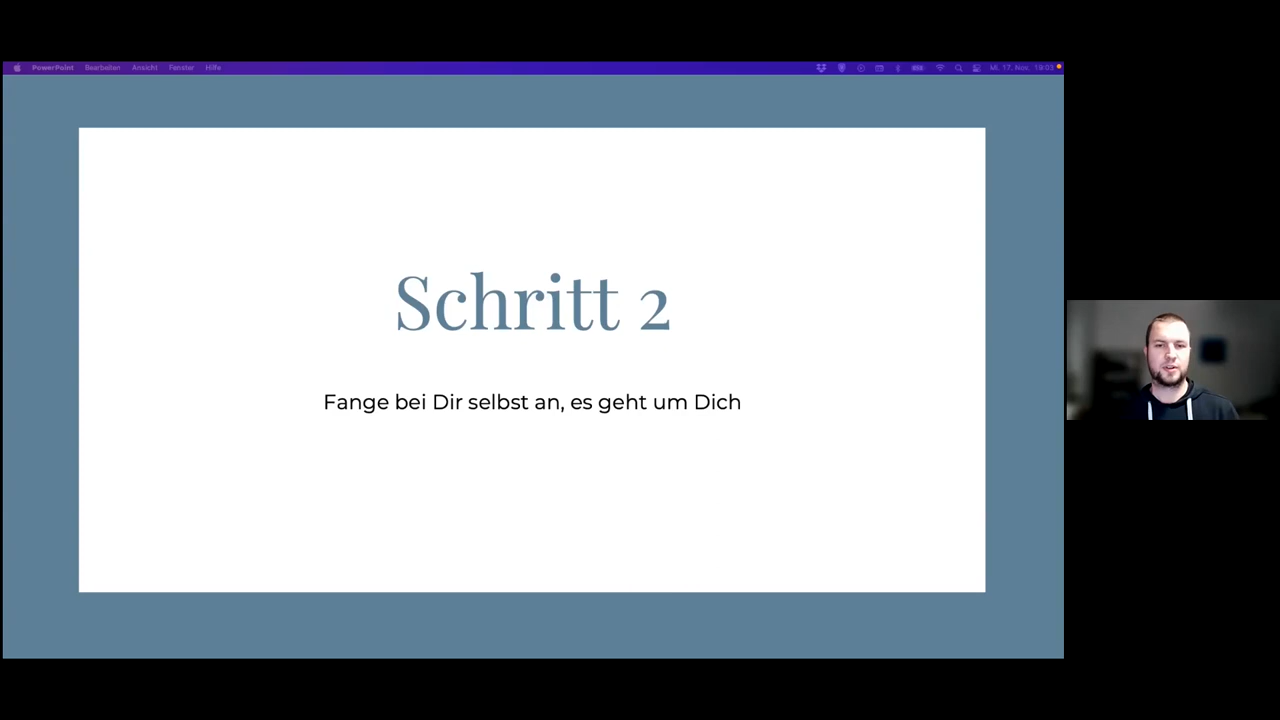 PowerPoint Bearbeiten Ansicht Fenster Hilfe
Mi. 17. Nov. 19:03
Schritt 2
Fange bei Dir selbst an, es geht um Dich